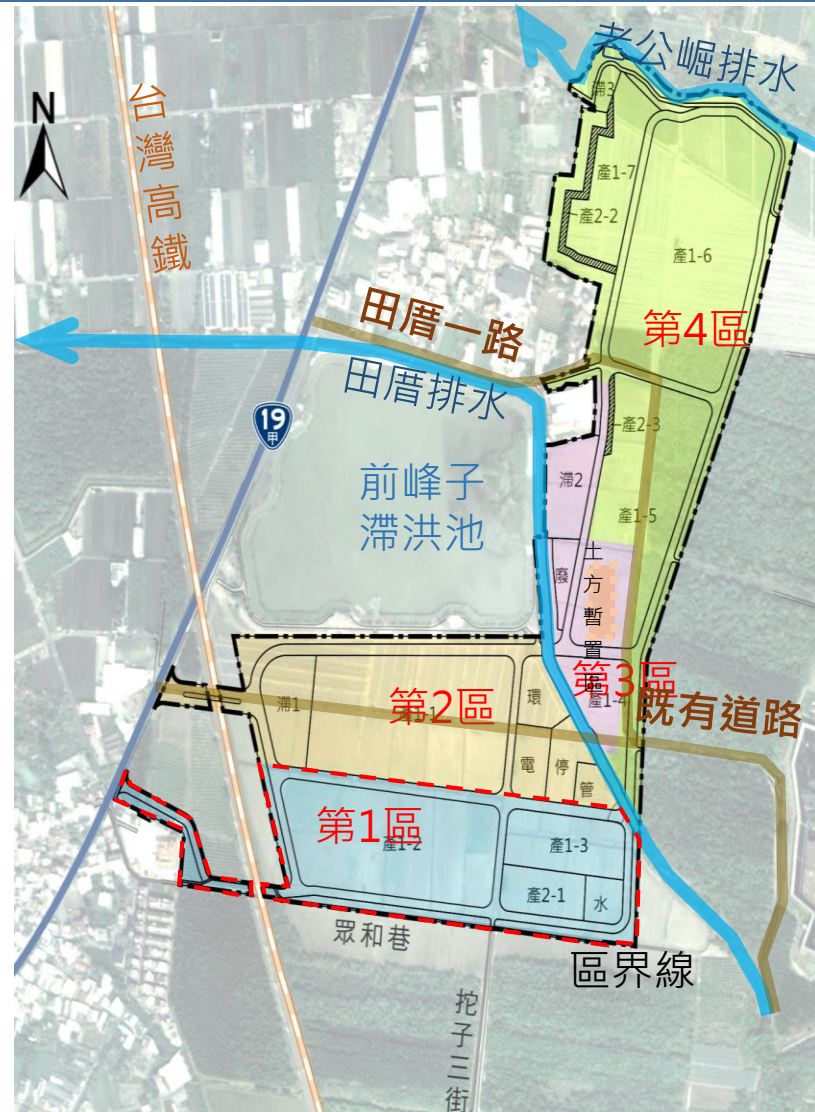 老公崛排水
N
台灣高鐵
滯3
產1-7
產2-2
產1-6
第4區
田厝一路
田厝排水
19
甲
產2-3
前峰子
滯洪池
滯2
產1-5
廢
土方暫置區
第3區
產1-4
既有道路
滯1
第2區
環
電
停
管
第1區
產1-2
產1-3
產2-1
水
眾和巷
區界線
挖子三街